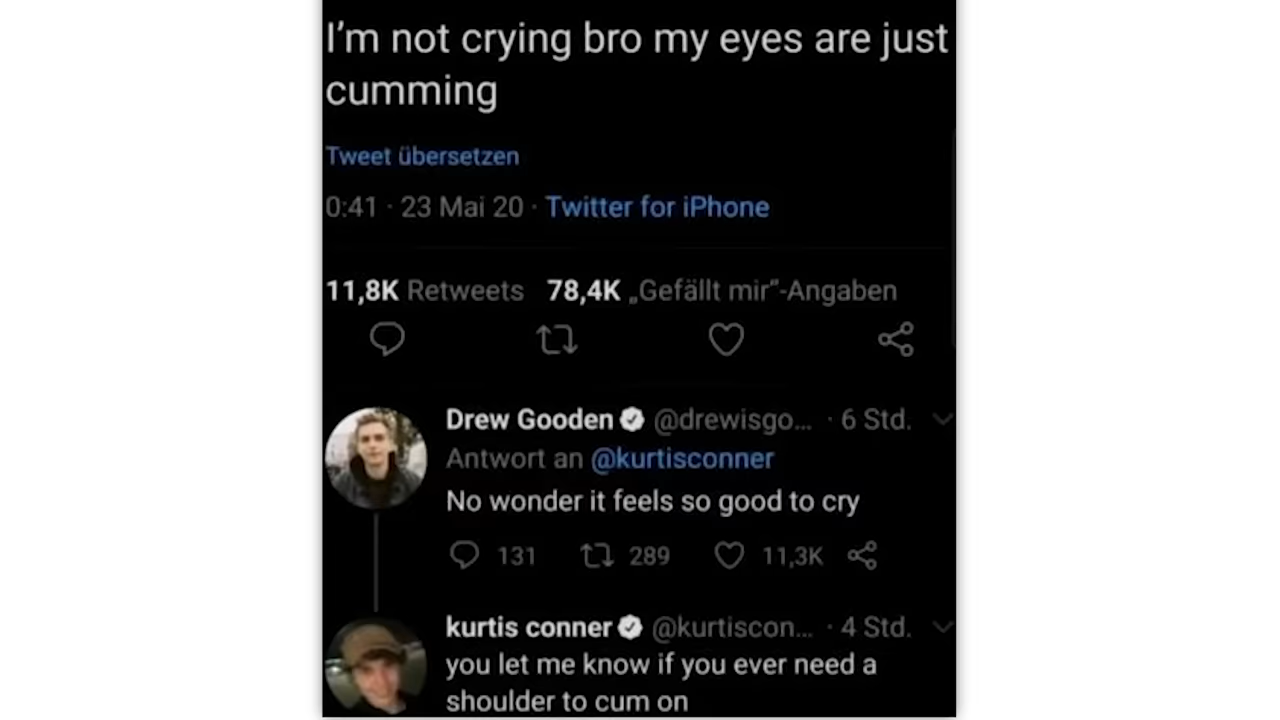 I'm not crying bro my eyes are just
cumming
Tweet übersetzen
0:41 · 23 Mai 20 · Twitter for iPhone
11,8K Retweets 78,4K „Gefällt mir“-Angaben
Drew Gooden @drewisgo... · 6 Std.
Antwort an @kurtisconner
No wonder it feels so good to cry
131 289 11,3K
kurtis conner @kurtiscon... · 4 Std.
you let me know if you ever need a
shoulder to cum on